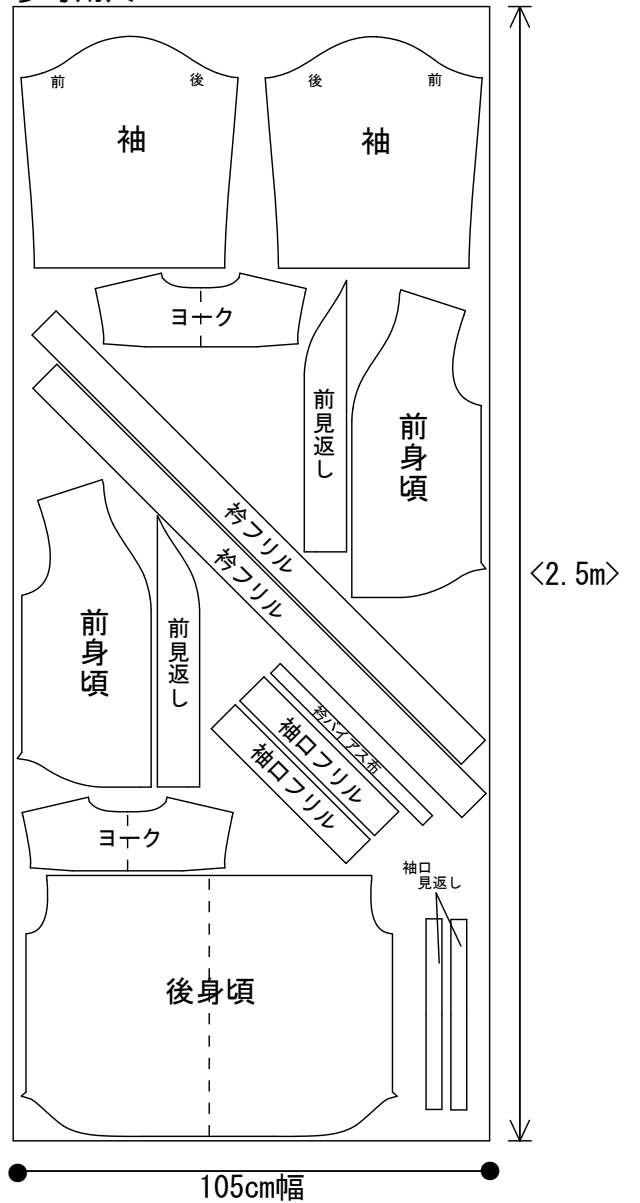 前 後 後 前
袖 袖
ヨーク
前見返し
前身頃
衿フリル
衿フリル
<2.5m>
前身頃
前見返し
衿バイアス布
袖口フリル
袖口フリル
ヨーク
袖口
見返し
後身頃
105cm幅